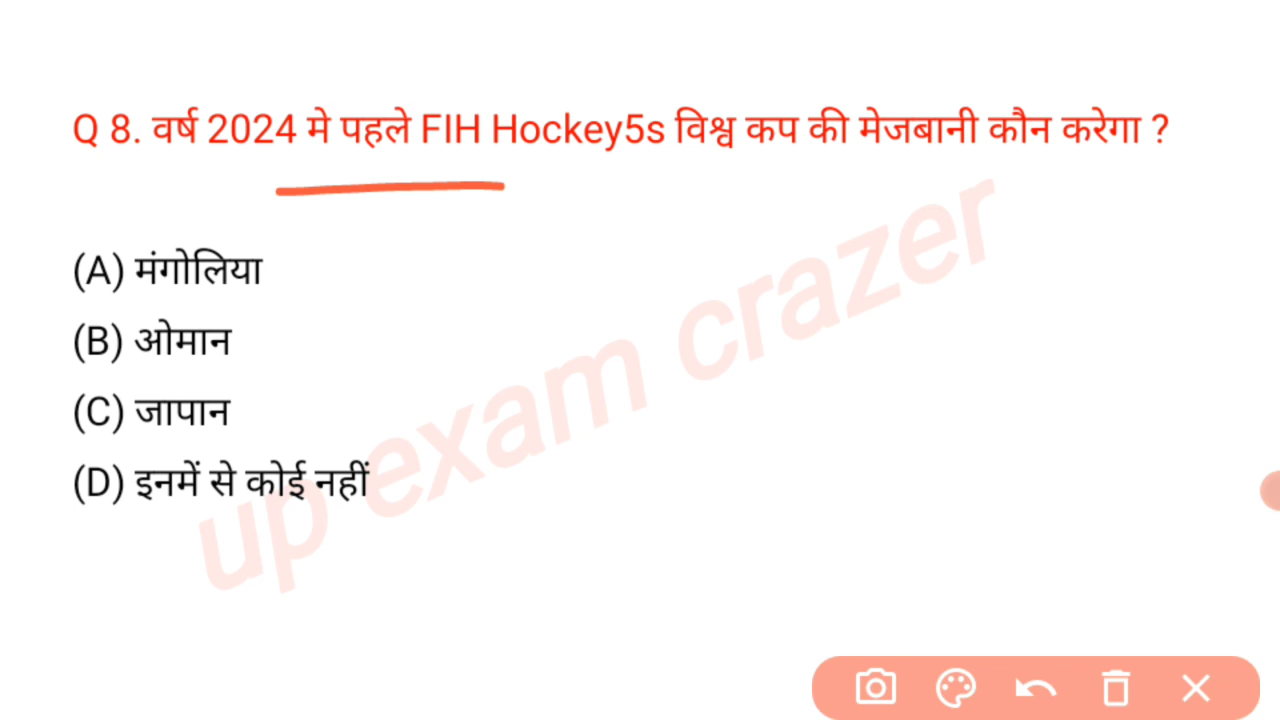 Q 8. वर्ष 2024 मे पहले FIH Hockey5s विश्व कप की मेजबानी कौन करेगा ?
(A) मंगोलिया
(B) ओमान
(C) जापान
(D) इनमें से कोई नहीं
up exam crazer